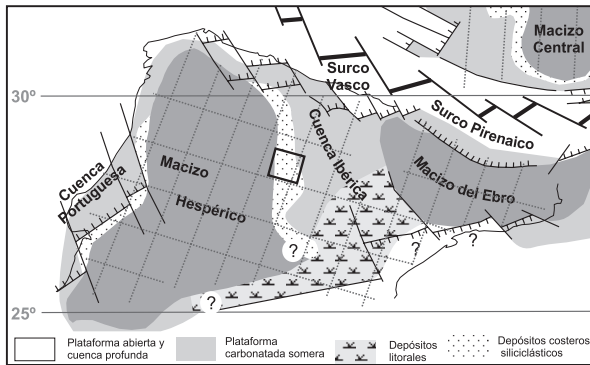 Macizo
Central
Surco
Vasco
30º
Surco Pirenaico
Cuenca Ibérica
Cuenca
Portuguesa
Macizo
Hespérico
Macizo del Ebro
?
?
?
?
25º
Plataforma abierta y
cuenca profunda
Plataforma
carbonatada somera
Depósitos
litorales
Depósitos costeros
siliciclásticos